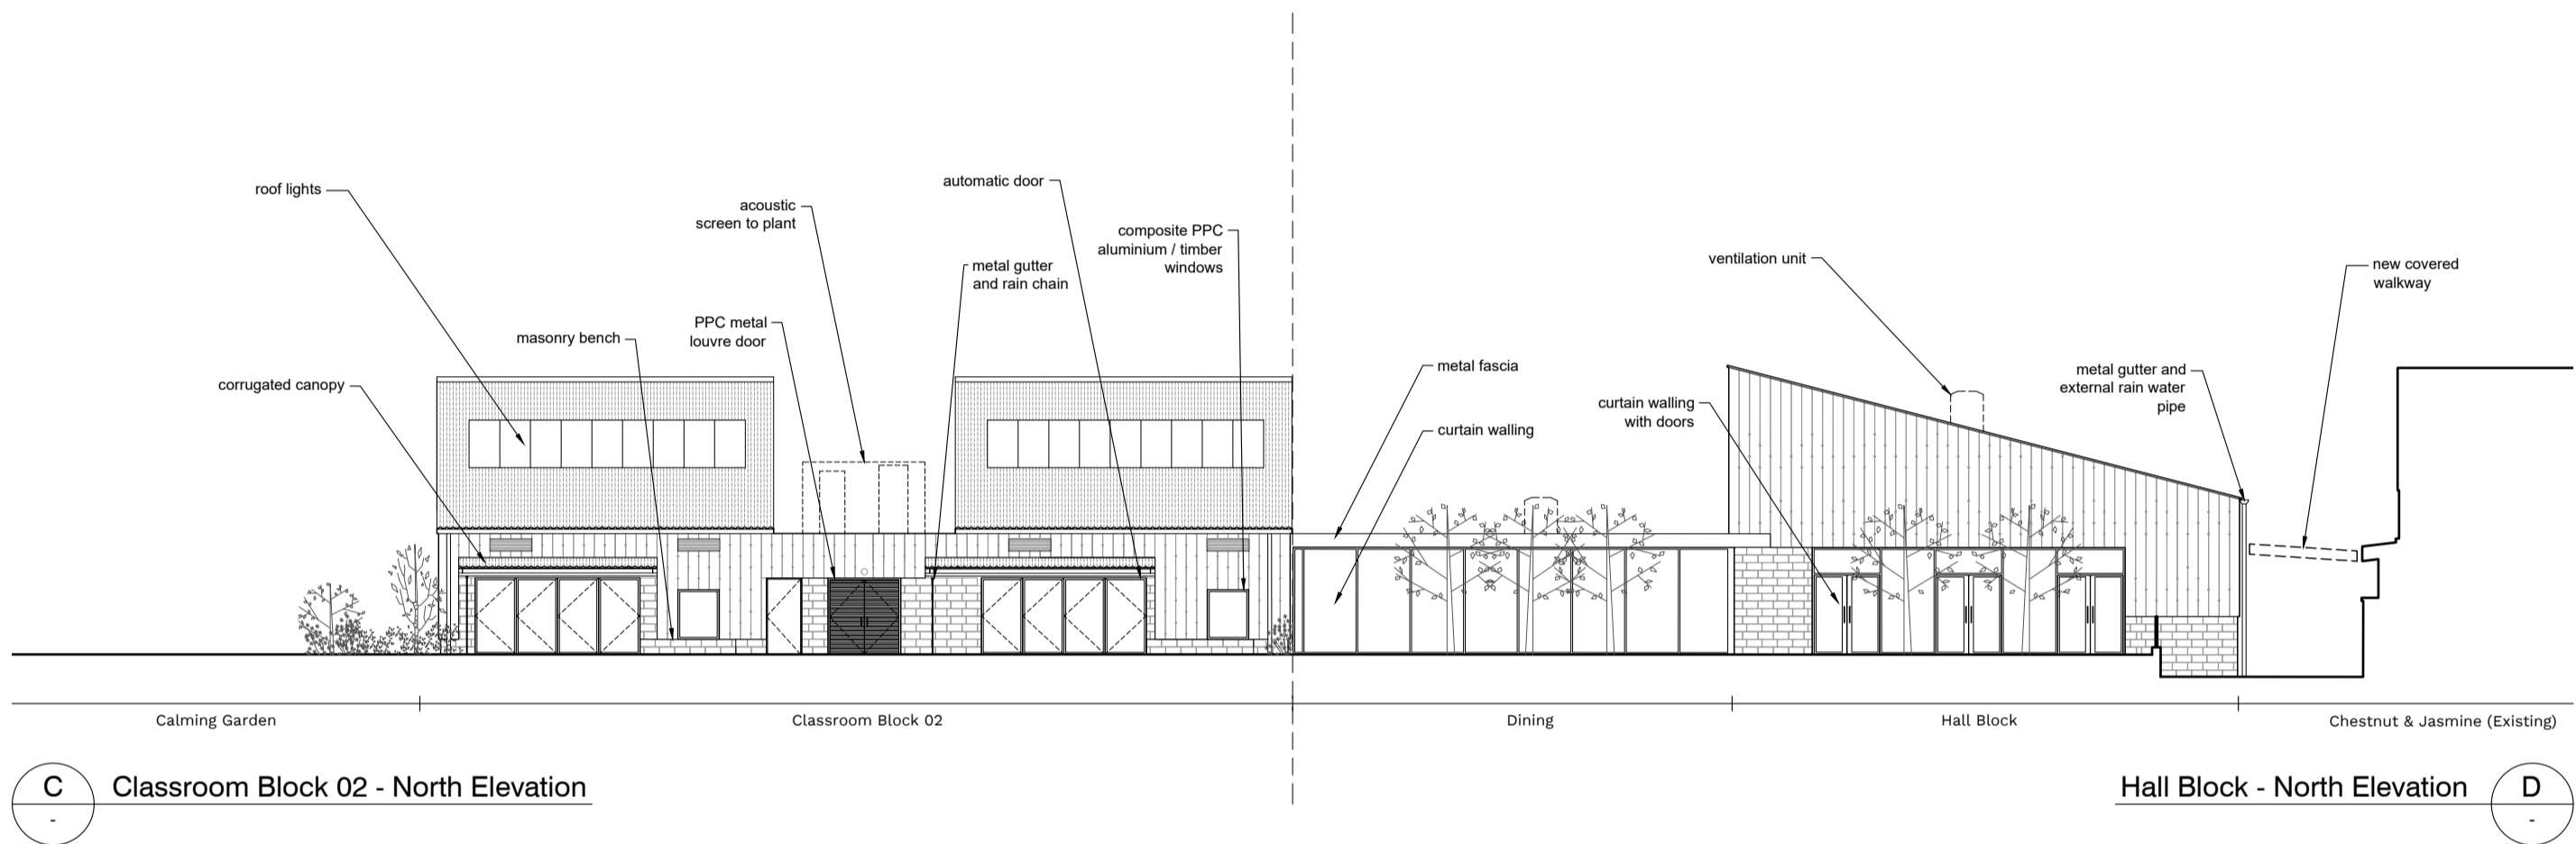 roof lights
acoustic
screen to plant
automatic door
composite PPC
aluminium / timber
windows
metal gutter
and rain chain
PPC metal
louvre door
masonry bench
corrugated canopy
ventilation unit
new covered
walkway
metal fascia
metal gutter and
external rain water
pipe
curtain walling
with doors
curtain walling
Calming Garden
Classroom Block 02
Dining
Hall Block
Chestnut & Jasmine (Existing)
C
-
Classroom Block 02 - North Elevation
Hall Block - North Elevation
D
-